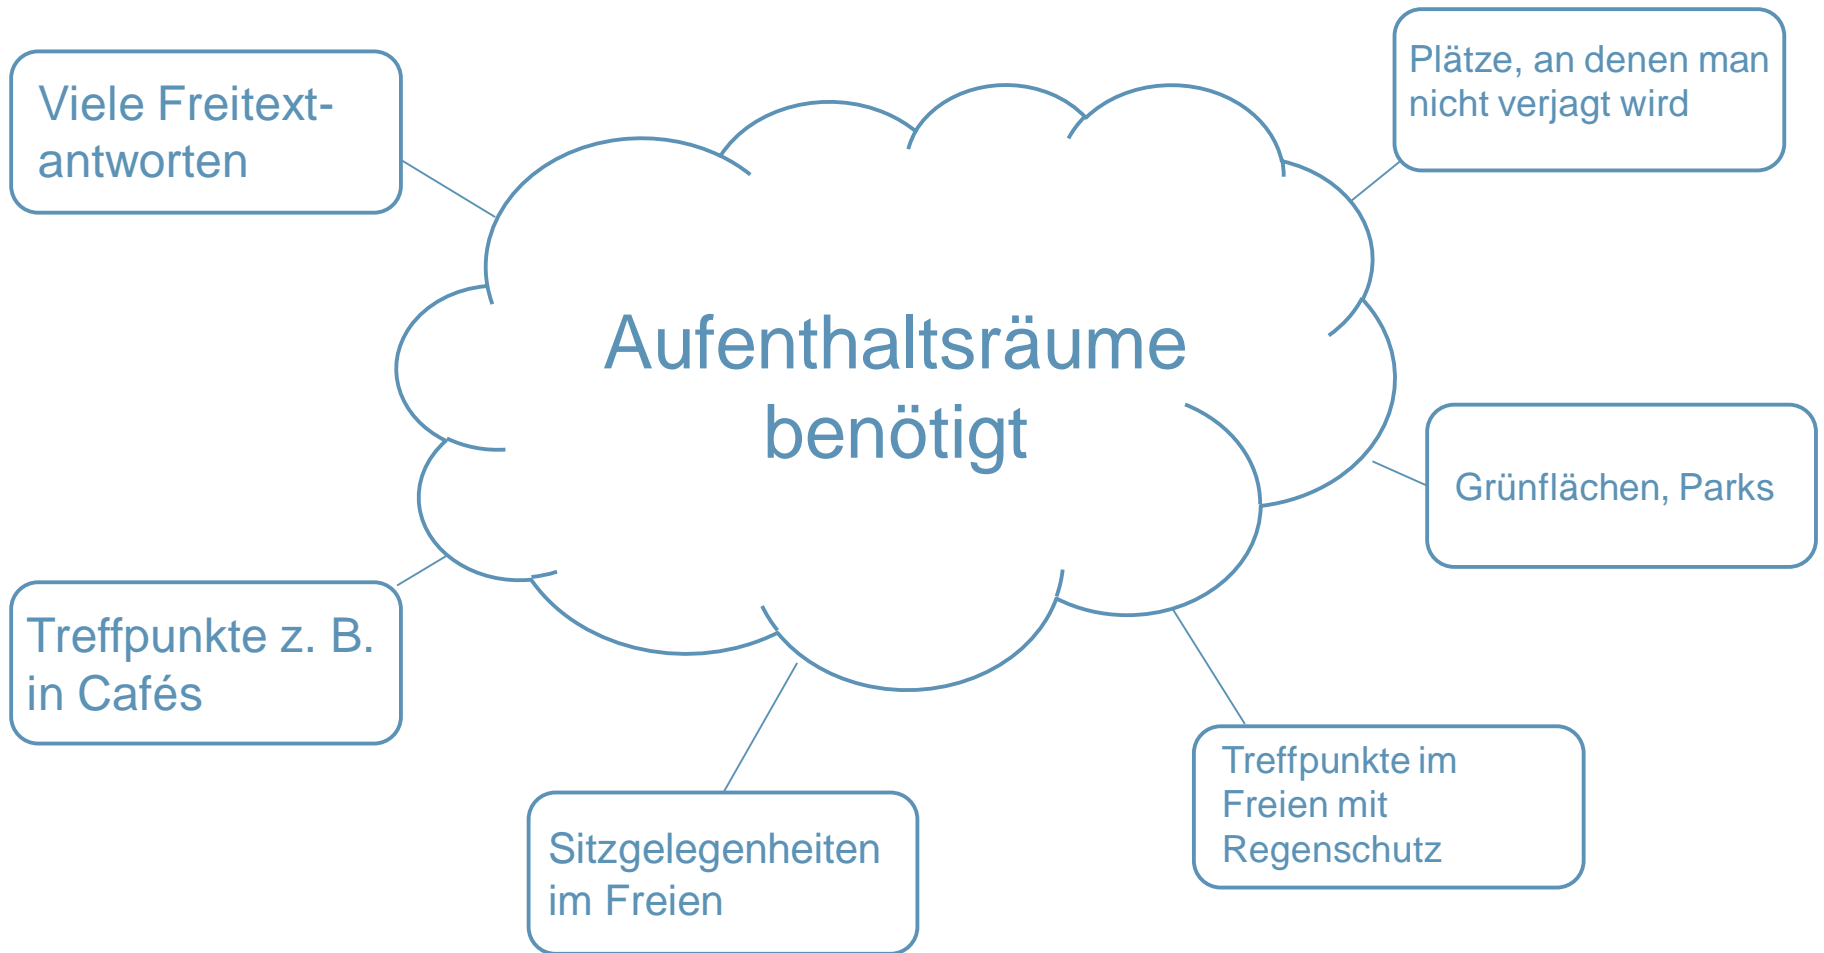 Viele Freitext-
antworten
Plätze, an denen man
nicht verjagt wird
Aufenthaltsräume
benötigt
Grünflächen, Parks
Treffpunkte z. B.
in Cafés
Treffpunkte im
Freien mit
Regenschutz
Sitzgelegenheiten
im Freien